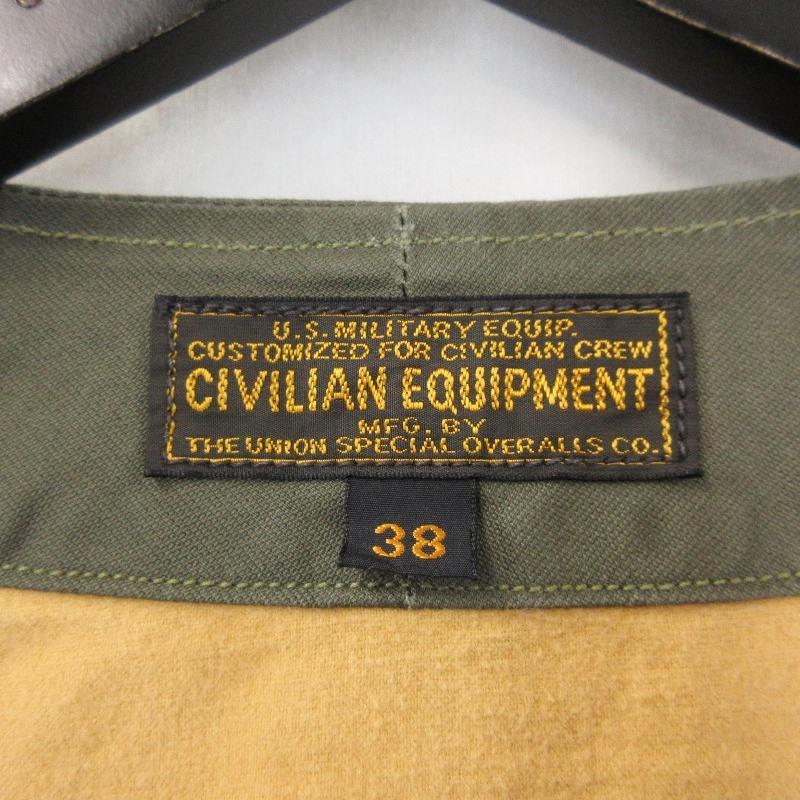 U.S. MILITARY EQUIP.
CUSTOMIZED FOR CIVILIAN CREW
CIVILIAN EQUIPMENT
MFG. BY
THE UNION SPECIAL OVERALLS CO.
38